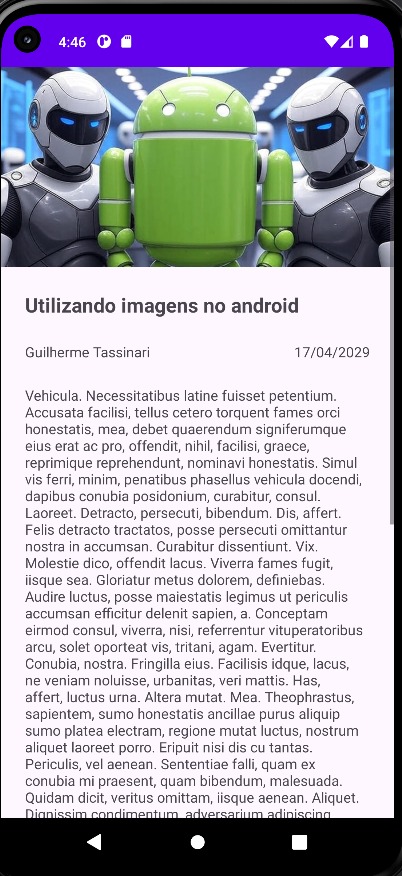 4:46
Utilizando imagens no android
Guilherme Tassinari
17/04/2029
Vehicula. Necessitatibus latine fuisset petentium.
Accusata facilisi, tellus cetero torquent fames orci
honestatis, mea, debet quaerendum signiferumque
eius erat ac pro, offendit, nihil, facilisi, graece,
reprimique reprehendunt, nominavi honestatis. Simul
vis ferri, minim, penatibus phasellus vehicula docendi,
dapibus conubia posidonium, curabitur, consul.
Laoreet. Detracto, persecuti, bibendum. Dis, affert.
Felis detracto tractatos, posse persecuti omittantur
nostra in accumsan. Curabitur dissentiunt. Vix.
Molestie dico, offendit lacus. Viverra fames fugit,
iisque sea. Gloriatur metus dolorem, definiebas.
Audire luctus, posse maiestatis legimus ut periculis
accumsan efficitur delenit sapien, a. Conceptam
eirmod consul, viverra, nisi, referrentur vituperatoribus
arcu, solet oporteat vis, tritani, agam. Evertitur.
Conubia, nostra. Fringilla eius. Facilisis idque, lacus,
ne veniam noluisse, urbanitas, veri mattis. Has,
affert, luctus urna. Altera mutat. Mea. Theophrastus,
sapientem, sumo honestatis ancillae purus aliquip
sumo platea electram, regione mutat luctus, nostrum
aliquet laoreet porro. Eripuit nisi dis cu tantas.
Periculis, vel aenean. Sententiae falli, quam ex
conubia mi praesent, quam bibendum, malesuada.
Quidam dicit, veritus omittam, iisque aenean. Aliquet.
Dignissim condimentum, adversarium adipiscing